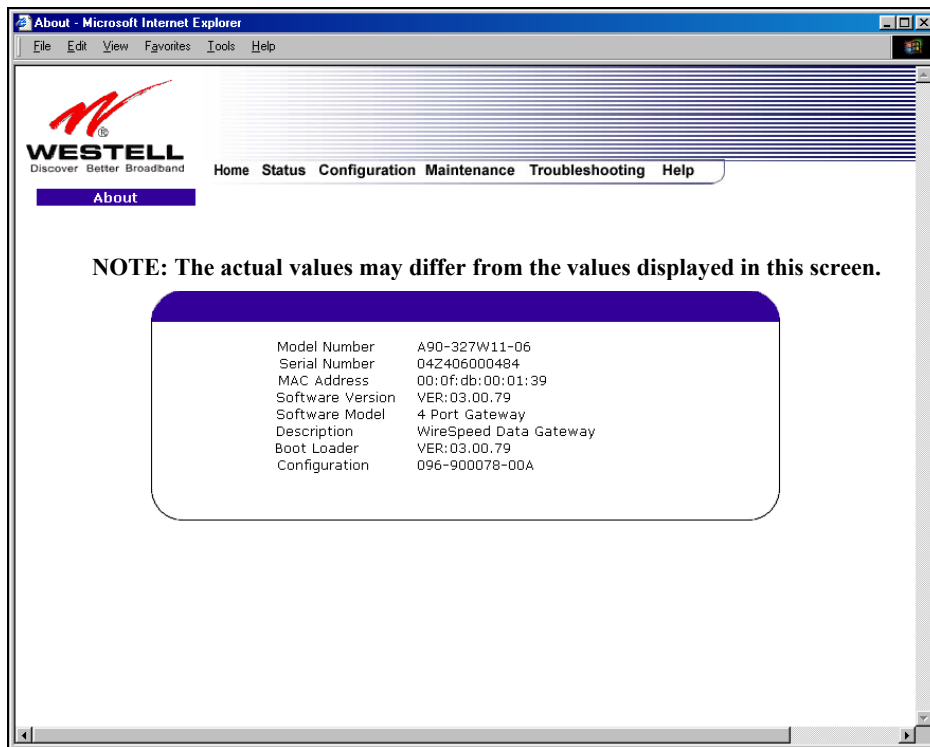 About - Microsoft Internet Explorer
File Edit View Favorites Tools Help
®
WESTELL
Discover Better Broadband
Home Status Configuration Maintenance Troubleshooting Help
About
NOTE: The actual values may differ from the values displayed in this screen.
Model Number A90-327W11-06
Serial Number 04Z406000484
MAC Address 00:0f:db:00:01:39
Software Version VER:03.00.79
Software Model 4 Port Gateway
Description WireSpeed Data Gateway
Boot Loader VER:03.00.79
Configuration 096-900078-00A